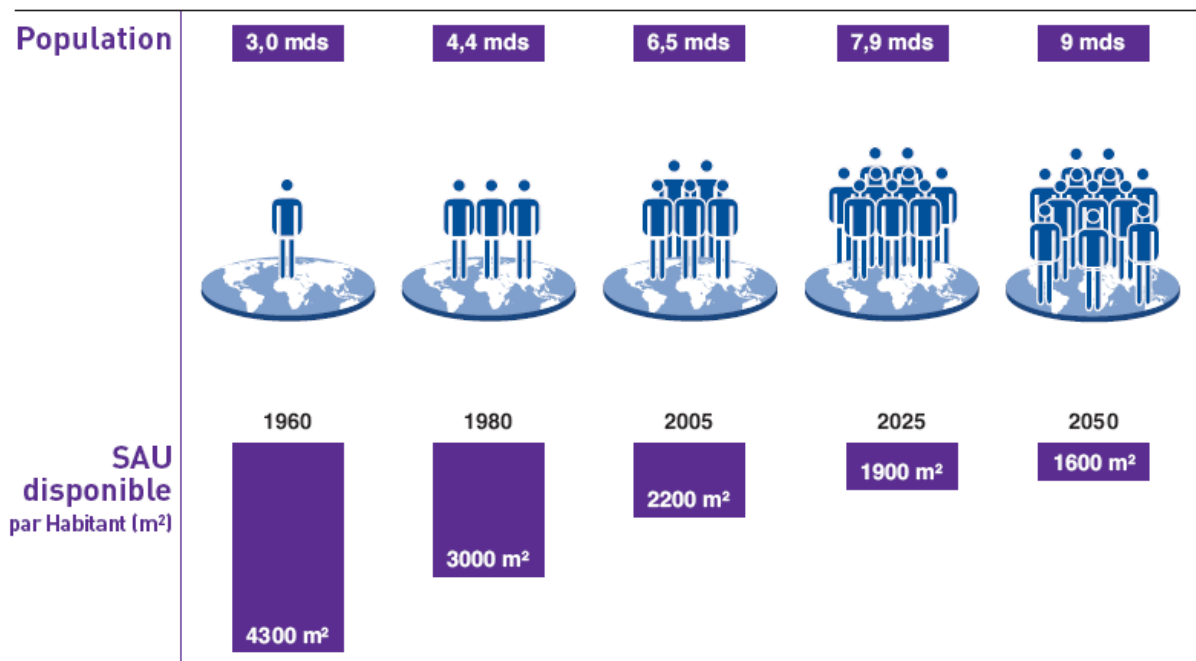 Population
3,0 mds
4,4 mds
6,5 mds
7,9 mds
9 mds
1960
1980
2005
2025
2050
SAU
disponible
par Habitant (m²)
4300 m²
3000 m²
2200 m²
1900 m²
1600 m²